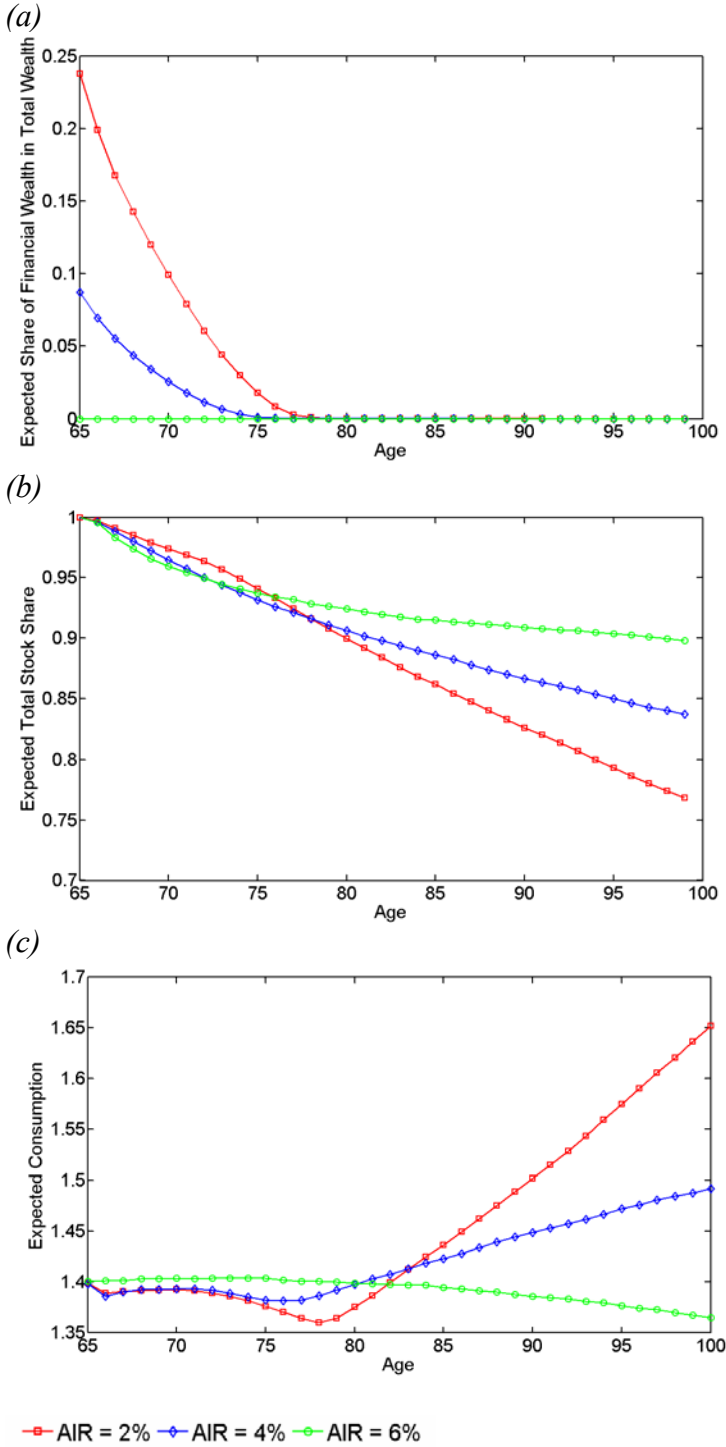 (a)
Expected Share of Financial Wealth in Total Wealth
0.25
0.2
0.15
0.1
0.05
0
65 70 75 80 85 90 95 100
Age
(b)
Expected Total Stock Share
1
0.95
0.9
0.85
0.8
0.75
0.7
65 70 75 80 85 90 95 100
Age
(c)
Expected Consumption
1.7
1.65
1.6
1.55
1.5
1.45
1.4
1.35
65 70 75 80 85 90 95 100
Age
AIR = 2% AIR = 4% AIR = 6%